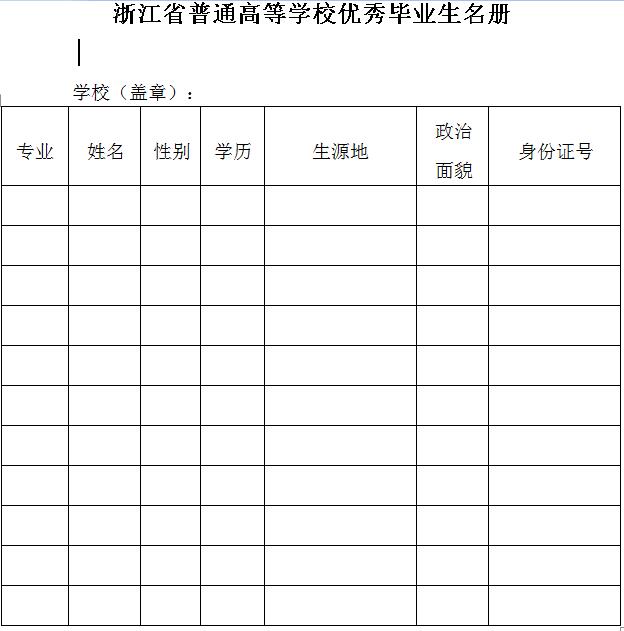 浙江省普通高等学校优秀毕业生名册
学校（盖章）：
专业 姓名 性别 学历 生源地 政治面貌 身份证号